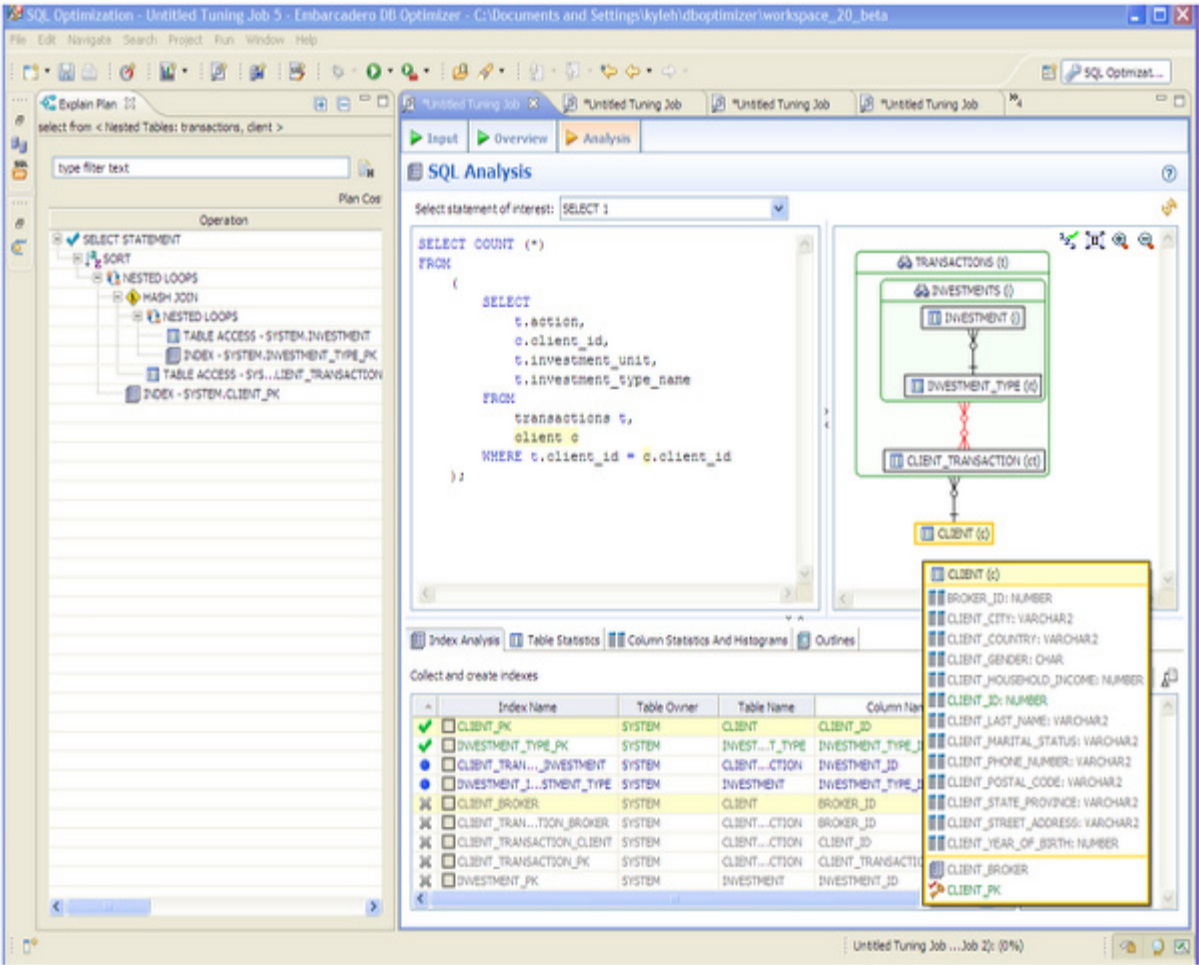 SQL Optimization - Untitled Tuning Job 5 - Embarcadero DB Optimizer - C:\Documents and Settings\kyleh\dboptimizer\workspace_20_beta
File Edit Navigate Search Project Run Window Help
SQL Optimizat...
Explain Plan
select from < Nested Tables: transactions, client >
type filter text
Plan Cos
Operation
SELECT STATEMENT
SORT
NESTED LOOPS
HASH JOIN
NESTED LOOPS
TABLE ACCESS - SYSTEM.INVESTMENT
INDEX - SYSTEM.INVESTMENT_TYPE_PK
TABLE ACCESS - SYS...LIENT_TRANSACTION
INDEX - SYSTEM.CLIENT_PK
*Untitled Tuning Job *Untitled Tuning Job *Untitled Tuning Job *Untitled Tuning Job »4
Input Overview Analysis
SQL Analysis
Select statement of interest: SELECT 1
SELECT COUNT (*)
FROM
(
SELECT
t.action,
c.client_id,
t.investment_unit,
t.investment_type_name
FROM
transactions t,
client c
WHERE t.client_id = c.client_id
);
TRANSACTIONS (t)
INVESTMENTS (i)
INVESTMENT (i)
INVESTMENT_TYPE (it)
CLIENT_TRANSACTION (ct)
CLIENT (c)
CLIENT (c)
BROKER_ID: NUMBER
CLIENT_CITY: VARCHAR2
CLIENT_COUNTRY: VARCHAR2
CLIENT_GENDER: CHAR
CLIENT_HOUSEHOLD_INCOME: NUMBER
CLIENT_ID: NUMBER
CLIENT_LAST_NAME: VARCHAR2
CLIENT_MARITAL_STATUS: VARCHAR2
CLIENT_PHONE_NUMBER: VARCHAR2
CLIENT_POSTAL_CODE: VARCHAR2
CLIENT_STATE_PROVINCE: VARCHAR2
CLIENT_STREET_ADDRESS: VARCHAR2
CLIENT_YEAR_OF_BIRTH: NUMBER
CLIENT_BROKER
CLIENT_PK
Index Analysis Table Statistics Column Statistics And Histograms Outlines
Collect and create indexes
Index Name Table Owner Table Name Column Nam
CLIENT_PK SYSTEM CLIENT CLIENT_ID
INVESTMENT_TYPE_PK SYSTEM INVEST...T_TYPE INVESTMENT_TYPE_I
CLIENT_TRAN..._INVESTMENT SYSTEM CLIENT...CTION INVESTMENT_ID
INVESTMENT_I...STMENT_TYPE SYSTEM INVESTMENT INVESTMENT_TYPE_I
CLIENT_BROKER SYSTEM CLIENT BROKER_ID
CLIENT_TRAN...TION_BROKER SYSTEM CLIENT...CTION BROKER_ID
CLIENT_TRANSACTION_CLIENT SYSTEM CLIENT...CTION CLIENT_ID
CLIENT_TRANSACTION_PK SYSTEM CLIENT...CTION CLIENT_TRANSACTIO
INVESTMENT_PK SYSTEM INVESTMENT INVESTMENT_ID
Untitled Tuning Job ...Job 2): (0%)